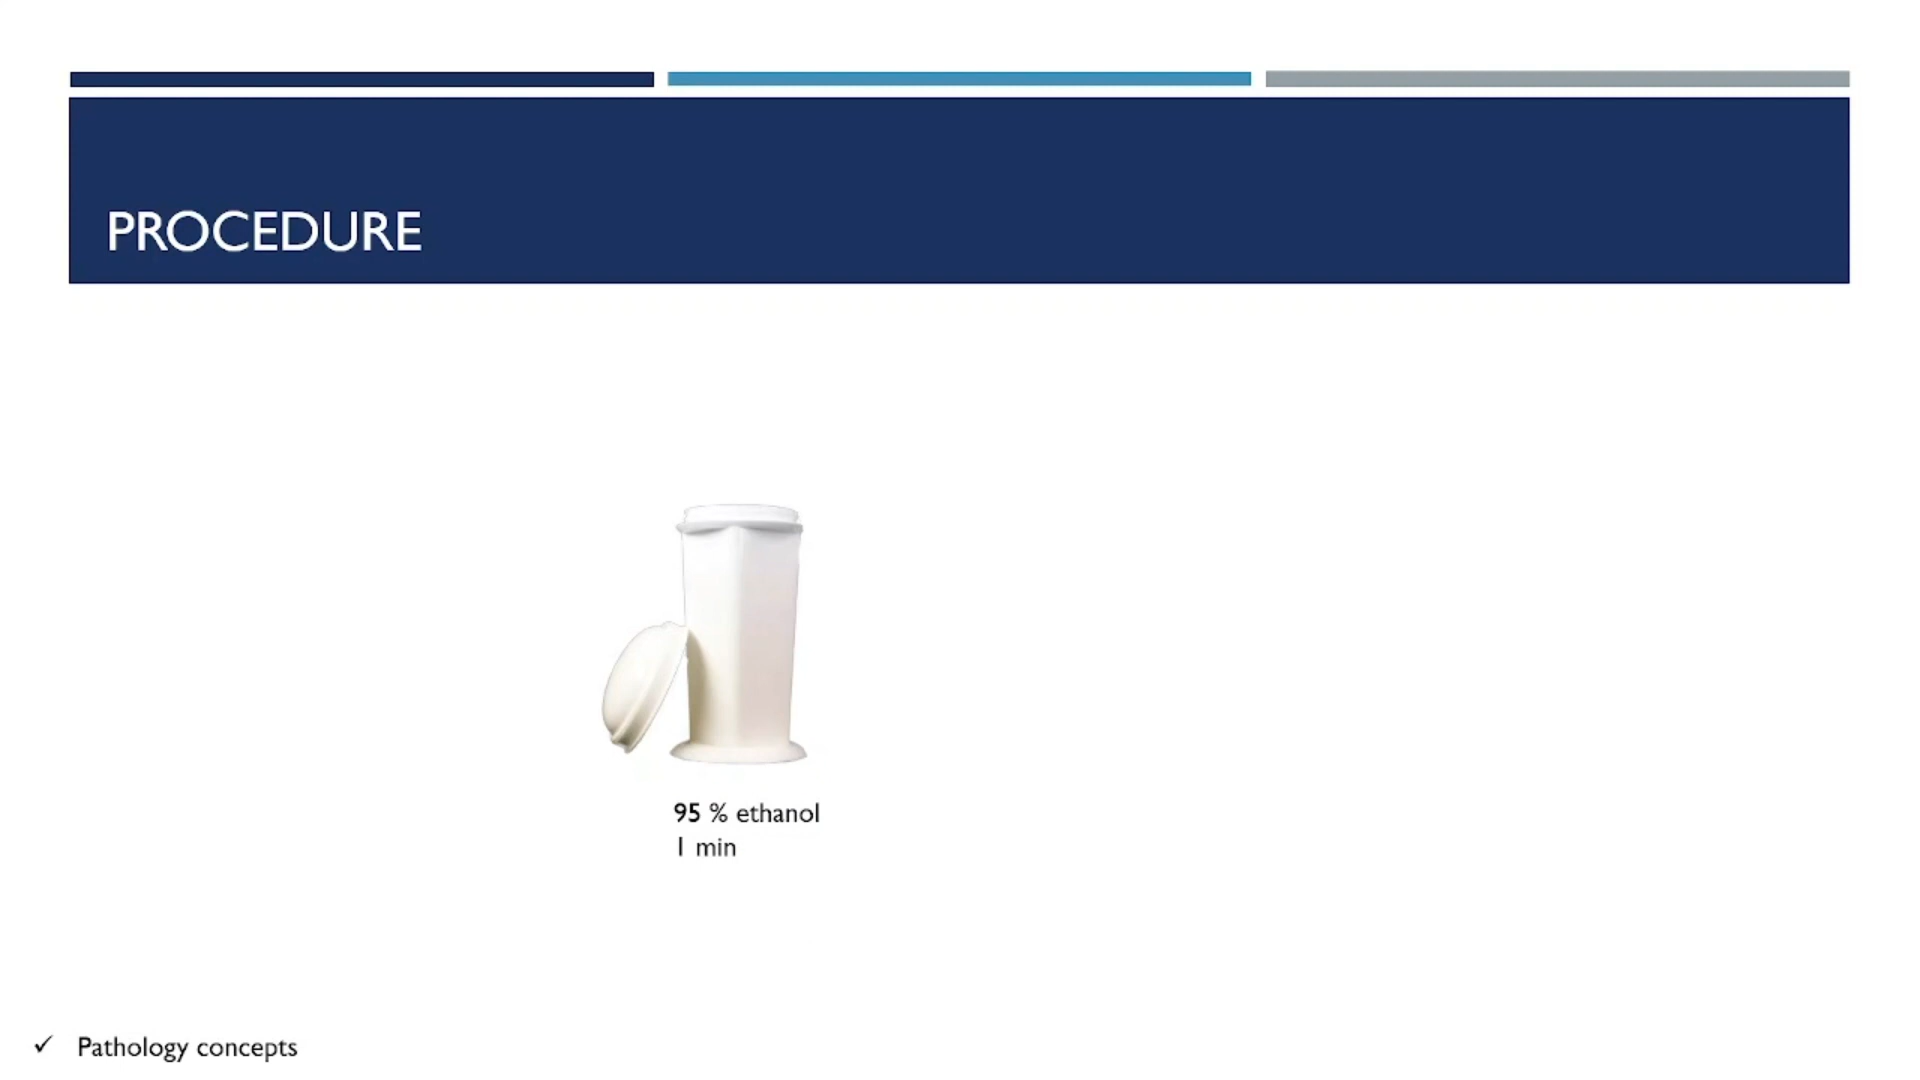 PROCEDURE
95 % ethanol
1 min
✓ Pathology concepts